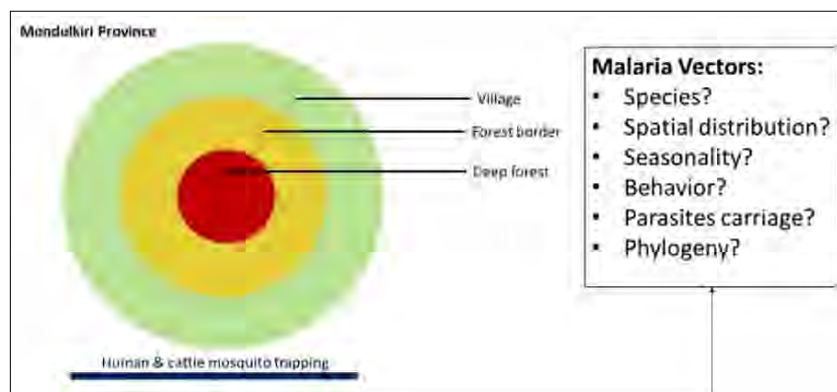 Mondulkiri Province
Village
Forest border
Deep forest
Human & cattle mosquito trapping
Malaria Vectors:
• Species?
• Spatial distribution?
• Seasonality?
• Behavior?
• Parasites carriage?
• Phylogeny?